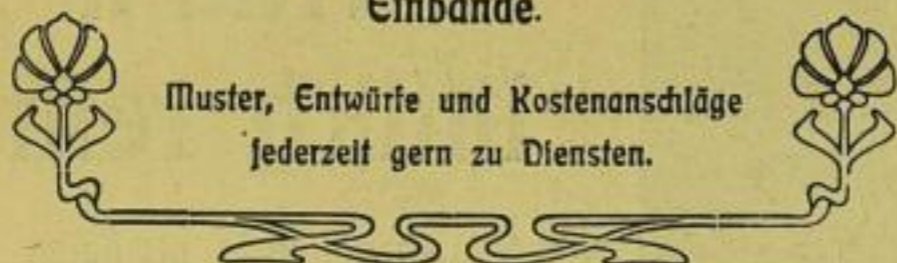 Einbände.
Muster, Entwürfe und Kostenanschläge
jederzeit gern zu Diensten.